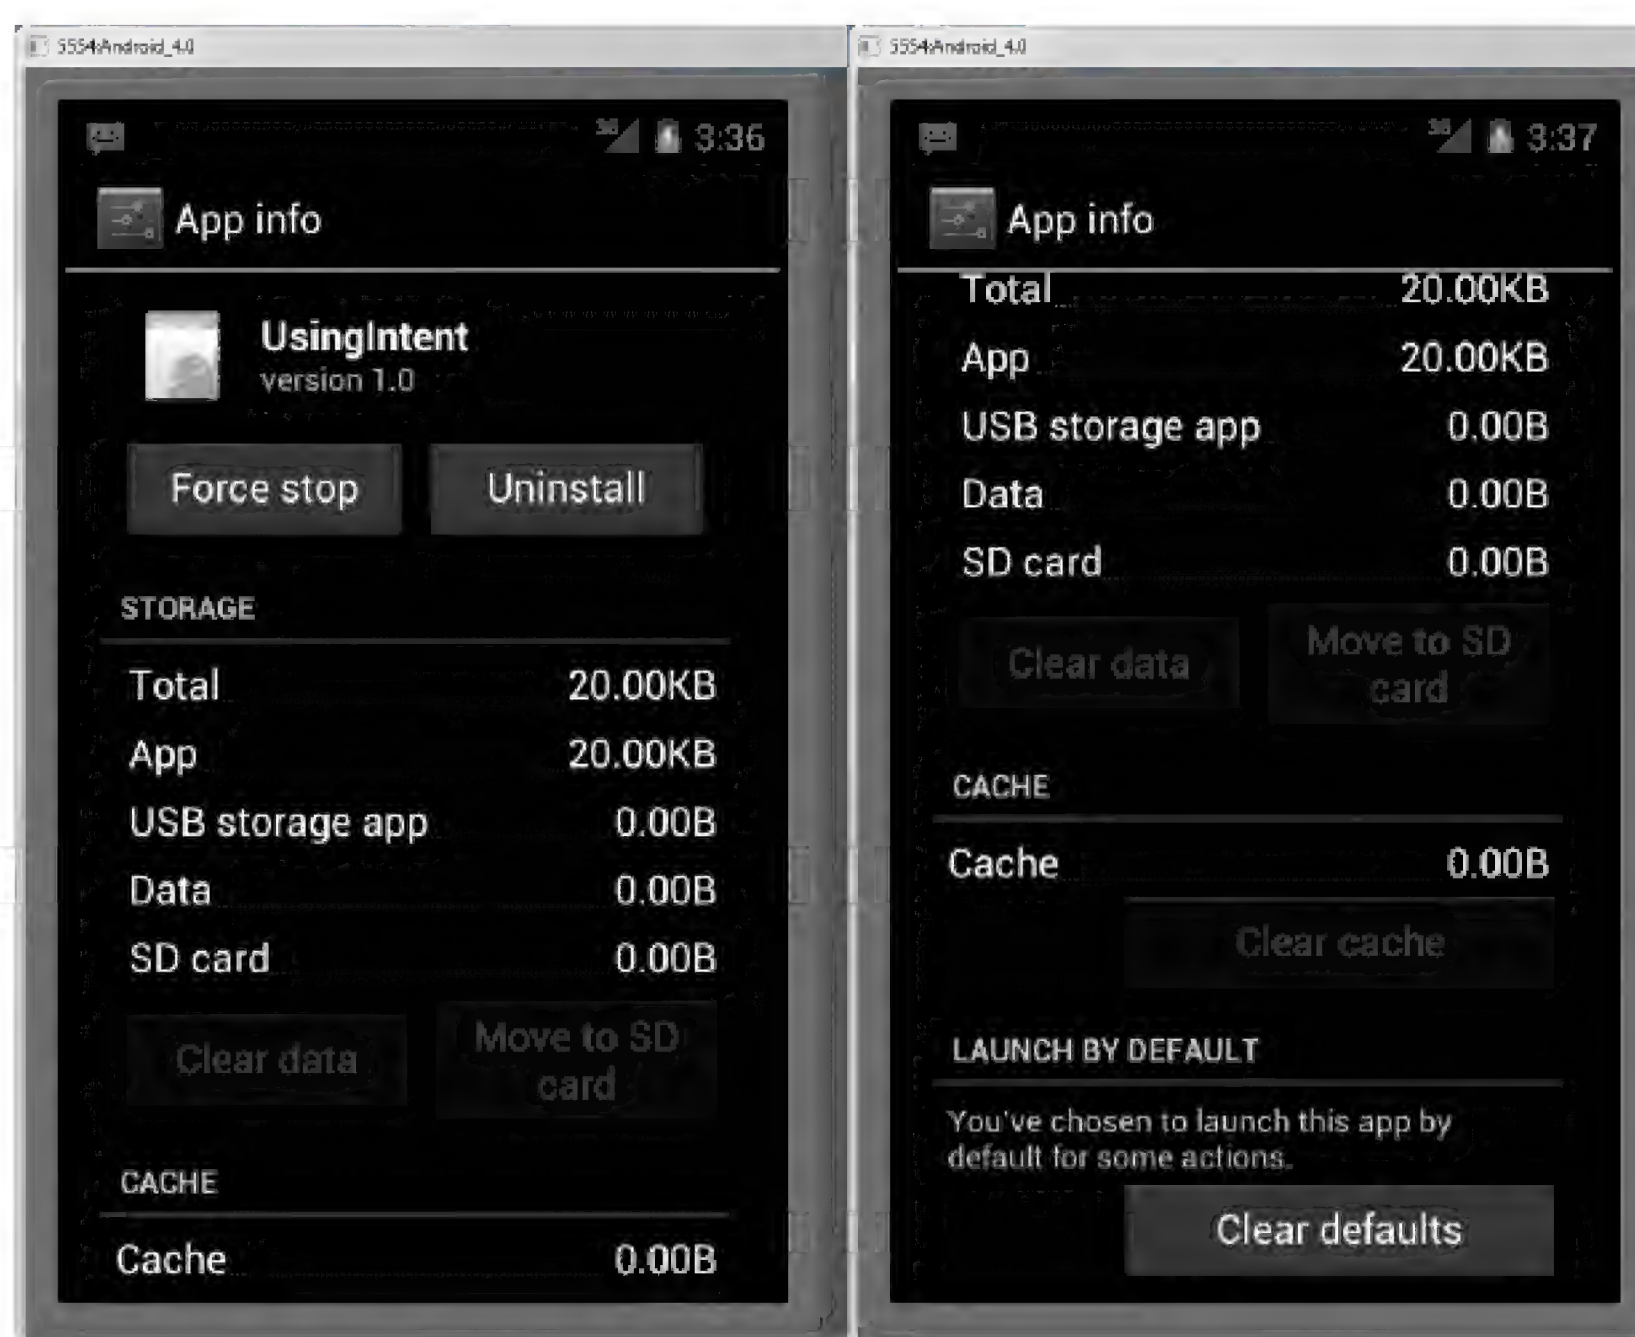 5554:Android_4.0
3G 3:36
App info
UsingIntent
version 1.0
Force stop Uninstall
STORAGE
Total 20.00KB
App 20.00KB
USB storage app 0.00B
Data 0.00B
SD card 0.00B
Clear data Move to SD
card
CACHE
Cache 0.00B
5554:Android_4.0
3G 3:37
App info
Total 20.00KB
App 20.00KB
USB storage app 0.00B
Data 0.00B
SD card 0.00B
Clear data Move to SD
card
CACHE
Cache 0.00B
Clear cache
LAUNCH BY DEFAULT
You've chosen to launch this app by
default for some actions.
Clear defaults